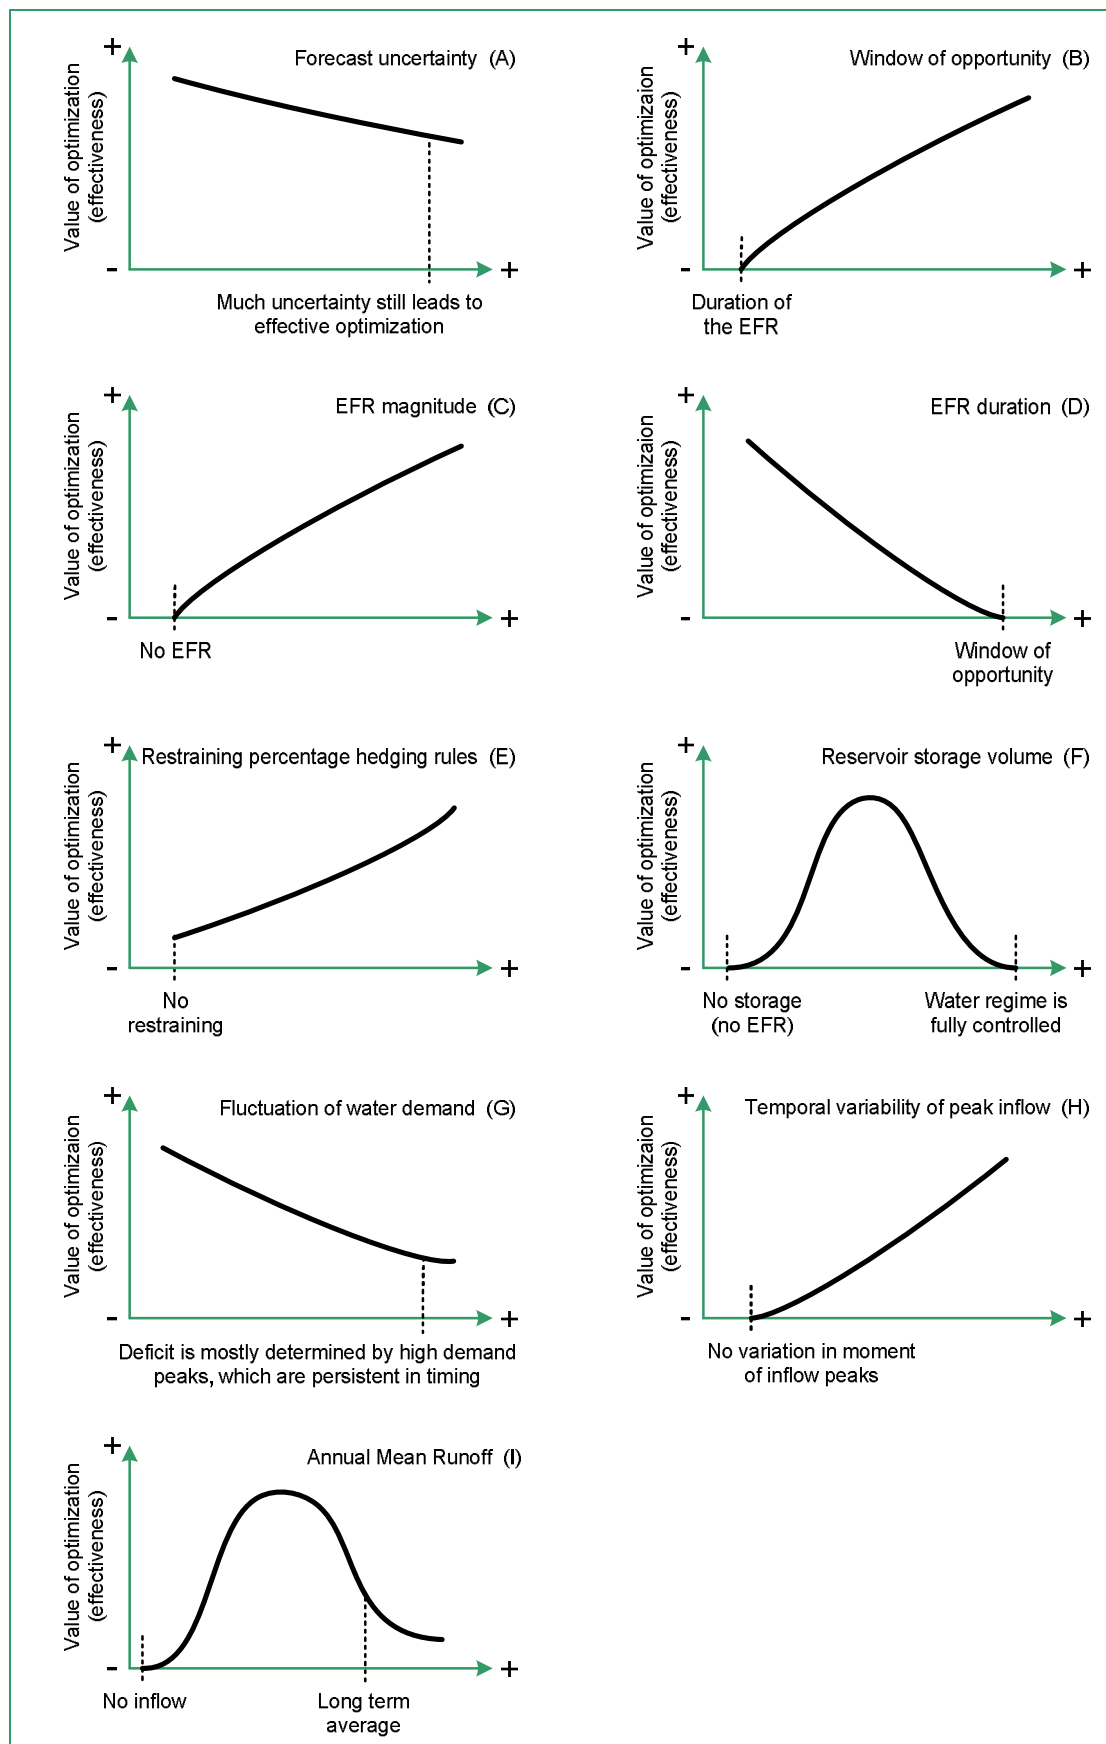 +
Forecast uncertainty (A)
Value of optimization
(effectiveness)
-
+
Much uncertainty still leads to
effective optimization
+
Window of opportunity (B)
Value of optimizaion
(effectiveness)
-
+
Duration of
the EFR
+
EFR magnitude (C)
Value of optimizaion
(effectiveness)
-
+
No EFR
+
EFR duration (D)
Value of optimizaion
(effectiveness)
-
+
Window of
opportunity
+
Restraining percentage hedging rules (E)
Value of optimizaion
(effectiveness)
-
+
No
restraining
+
Reservoir storage volume (F)
Value of optimizaion
(effectiveness)
-
+
No storage
(no EFR)
Water regime is
fully controlled
+
Fluctuation of water demand (G)
Value of optimizaion
(effectiveness)
-
+
Deficit is mostly determined by high demand
peaks, which are persistent in timing
+
Temporal variability of peak inflow (H)
Value of optimizaion
(effectiveness)
-
+
No variation in moment
of inflow peaks
+
Annual Mean Runoff (I)
Value of optimizaion
(effectiveness)
-
+
No inflow
Long term
average